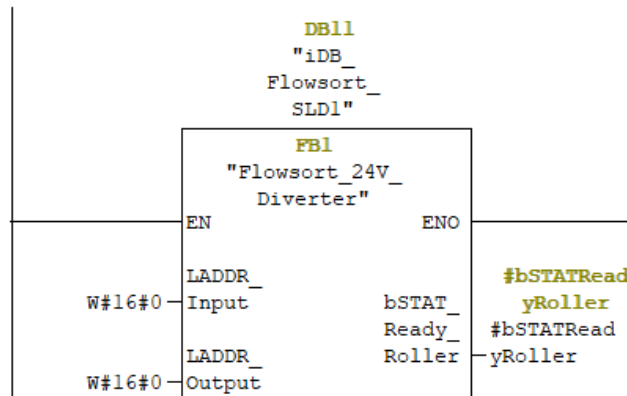 DB11
"iDB_
Flowsort_
SLD1"
FB1
"Flowsort_24V_
Diverter"
EN
ENO
LADDR_
W#16#0
Input
bSTAT_
Ready_
Roller
#bSTATRead
yRoller
#bSTATRead
yRoller
LADDR_
W#16#0
Output